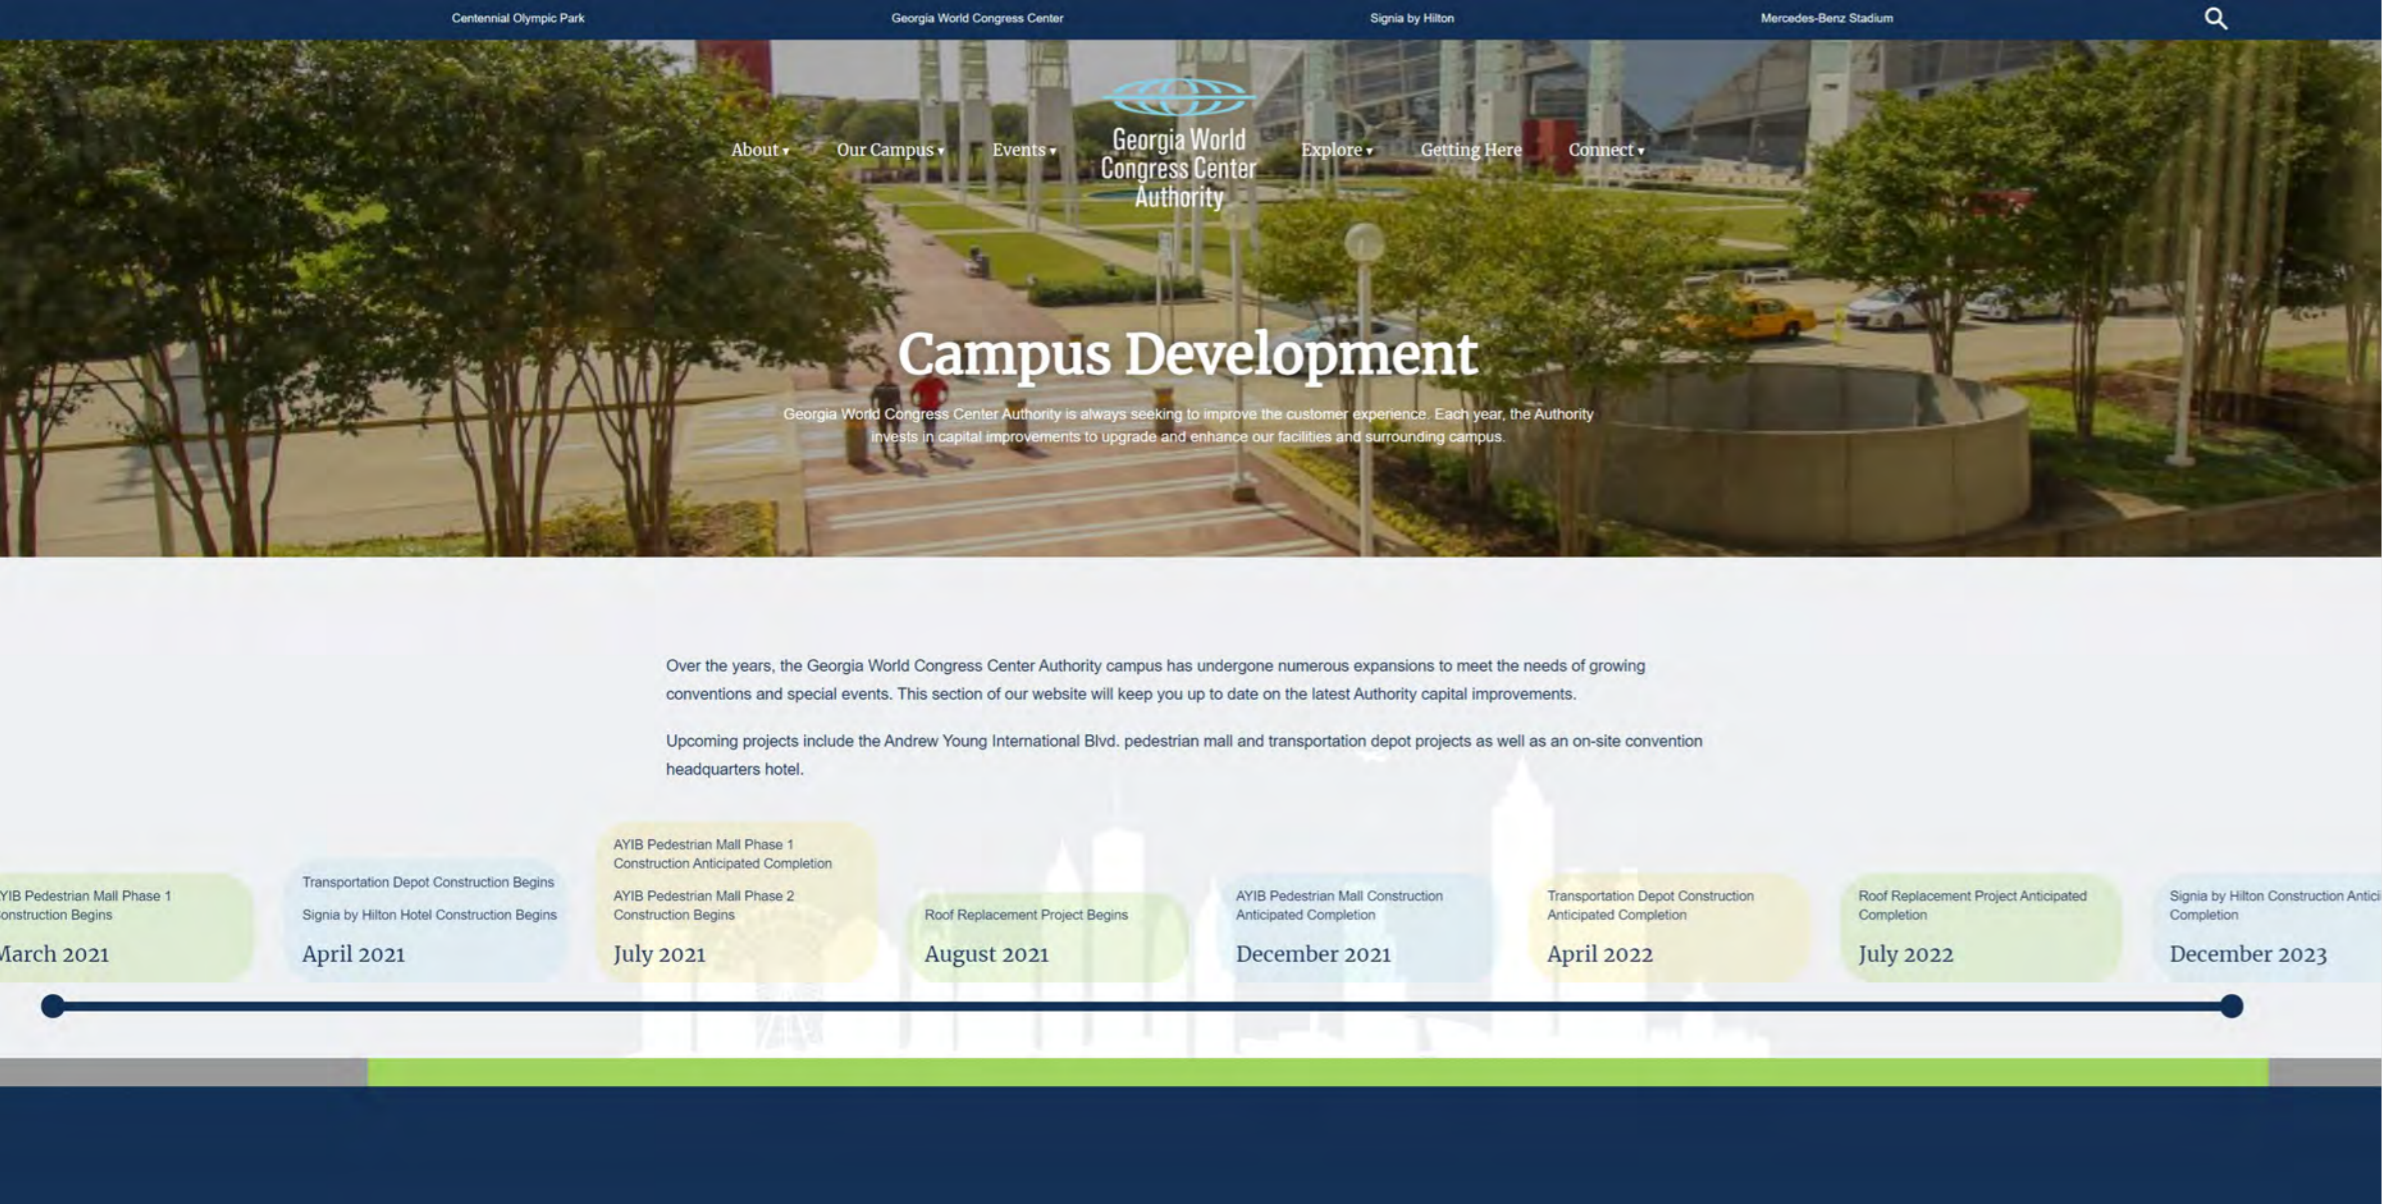 Centennial Olympic Park
Georgia World Congress Center
Signia by Hilton
Mercedes-Benz Stadium
About ▾
Our Campus ▾
Events ▾
Georgia World
Congress Center
Authority
Explore ▾
Getting Here
Connect ▾
Campus Development
Georgia World Congress Center Authority is always seeking to improve the customer experience. Each year, the Authority
invests in capital improvements to upgrade and enhance our facilities and surrounding campus.
Over the years, the Georgia World Congress Center Authority campus has undergone numerous expansions to meet the needs of growing
conventions and special events. This section of our website will keep you up to date on the latest Authority capital improvements.
Upcoming projects include the Andrew Young International Blvd. pedestrian mall and transportation depot projects as well as an on-site convention
headquarters hotel.
YIB Pedestrian Mall Phase 1
onstruction Begins
March 2021
Transportation Depot Construction Begins
Signia by Hilton Hotel Construction Begins
April 2021
AYIB Pedestrian Mall Phase 1
Construction Anticipated Completion
AYIB Pedestrian Mall Phase 2
Construction Begins
July 2021
Roof Replacement Project Begins
August 2021
AYIB Pedestrian Mall Construction
Anticipated Completion
December 2021
Transportation Depot Construction
Anticipated Completion
April 2022
Roof Replacement Project Anticipated
Completion
July 2022
Signia by Hilton Construction Antici
Completion
December 2023